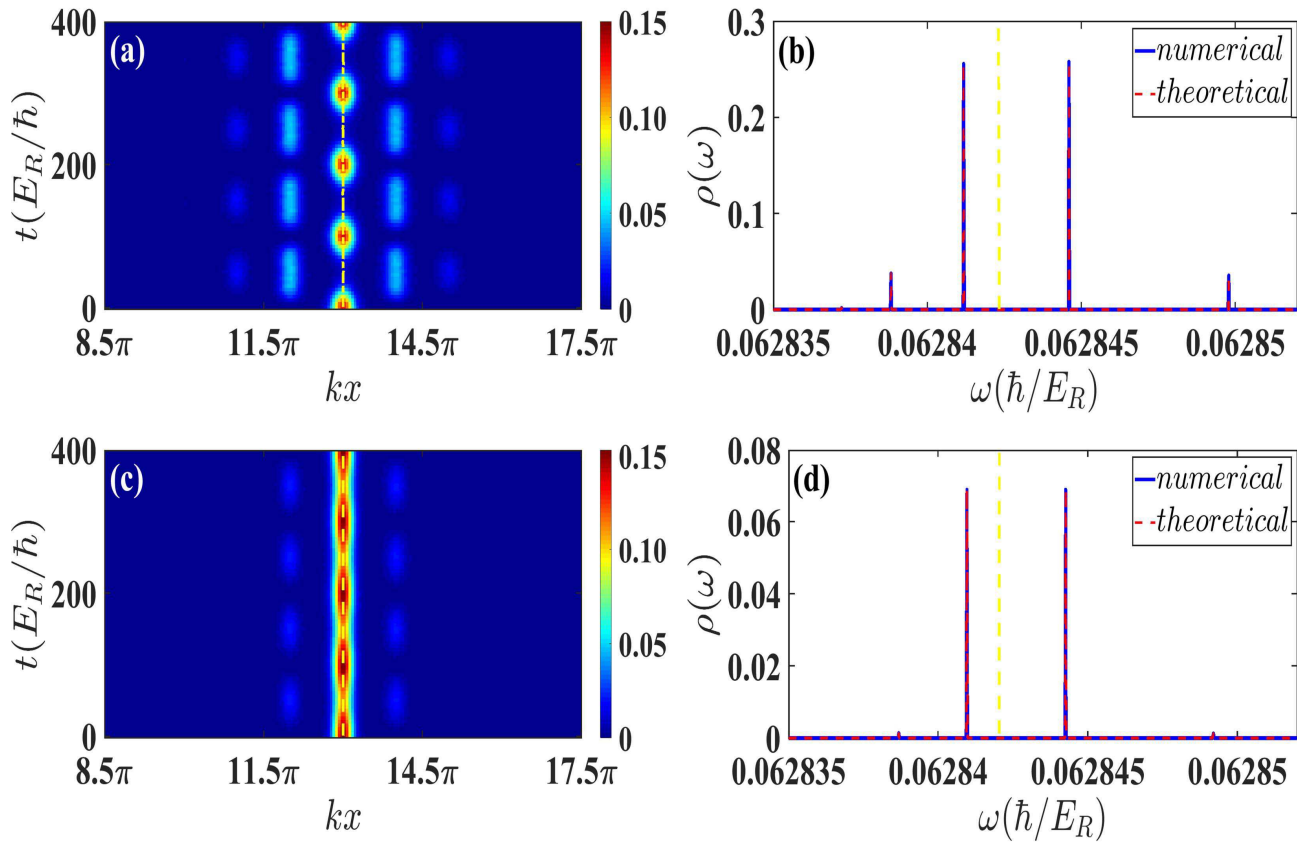 400
(a)
t(E_R/ħ)
200
0
8.5π
11.5π
14.5π
17.5π
kx
0.15
0.10
0.05
0
0.3
(b)
numerical
theoretical
0.2
ρ(ω)
0.1
0
0.062835
0.06284
0.062845
0.06285
ω(ħ/E_R)
400
(c)
t(E_R/ħ)
200
0
8.5π
11.5π
14.5π
17.5π
kx
0.15
0.10
0.05
0
0.08
(d)
numerical
theoretical
0.06
ρ(ω)
0.04
0.02
0
0.062835
0.06284
0.062845
0.06285
ω(ħ/E_R)